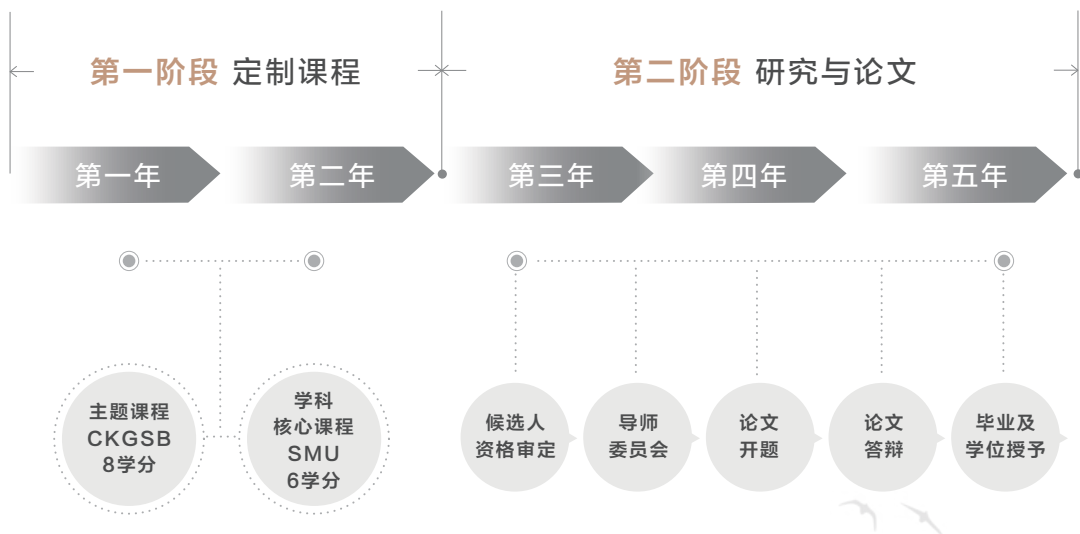 第一阶段 定制课程
第二阶段 研究与论文
第一年
第二年
第三年
第四年
第五年
主题课程
CKGSB
8学分
学科
核心课程
SMU
6学分
候选人
资格审定
导师
委员会
论文
开题
论文
答辩
毕业及
学位授予